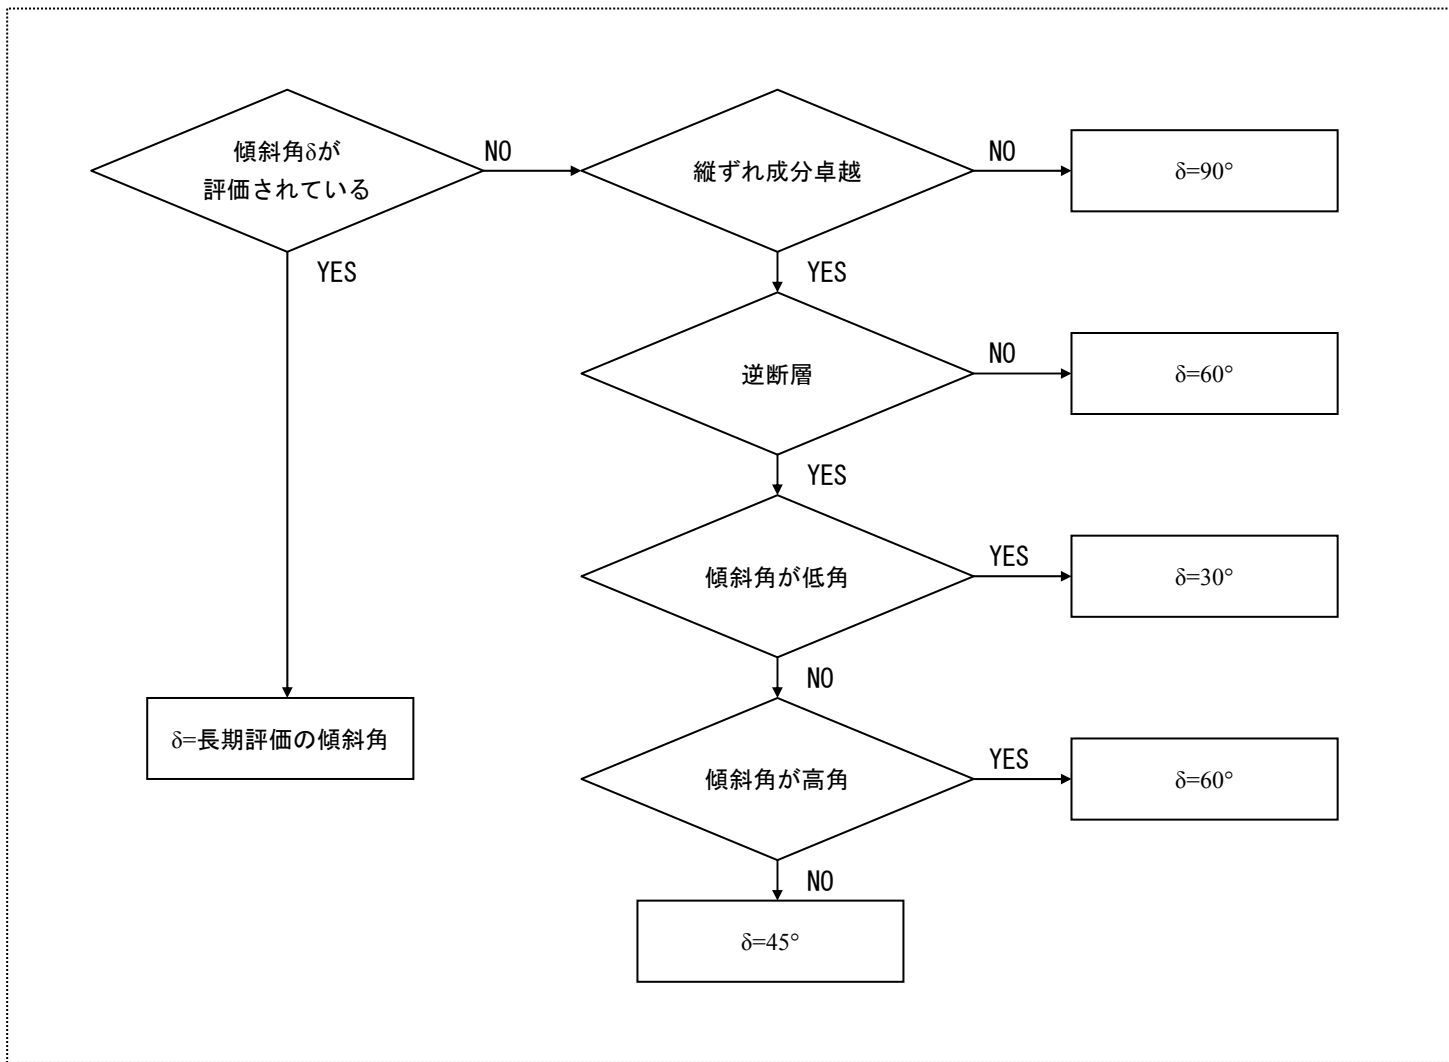 傾斜角δが
評価されている
NO
縦ずれ成分卓越
NO
δ=90°
YES
YES
逆断層
NO
δ=60°
YES
傾斜角が低角
YES
δ=30°
NO
δ=長期評価の傾斜角
傾斜角が高角
YES
δ=60°
NO
δ=45°